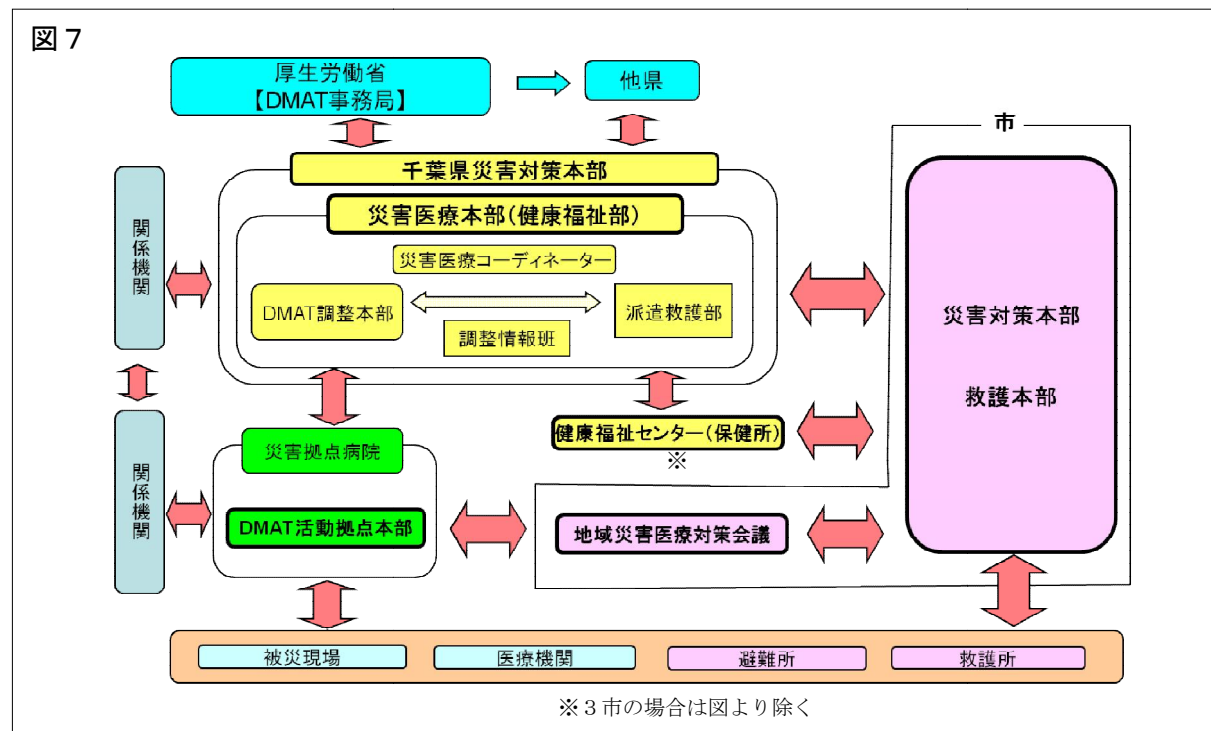 図7
厚生労働省
【DMAT事務局】
他県
市
千葉県災害対策本部
災害医療本部(健康福祉部)
関係機関
災害医療コーディネーター
DMAT調整本部
派遣救護部
調整情報班
災害対策本部
救護本部
災害拠点病院
健康福祉センター(保健所)
※
関係機関
DMAT活動拠点本部
地域災害医療対策会議
被災現場
医療機関
避難所
救護所
※3市の場合は図より除く